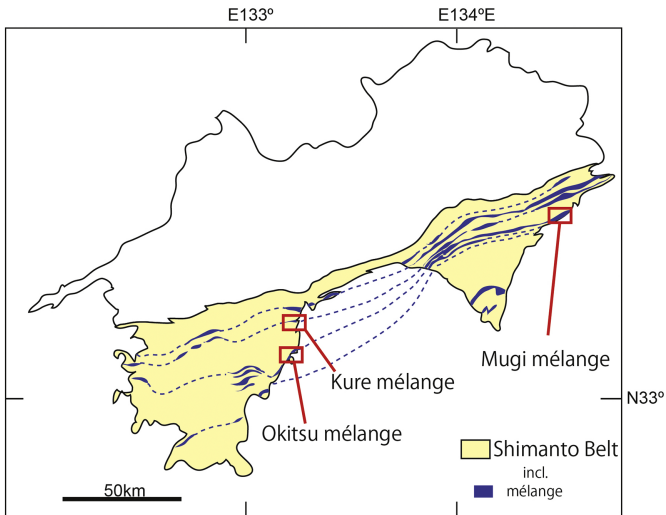 E133º E134ºE
Mugi mélange
Kure mélange
N33º
Okitsu mélange
Shimanto Belt
incl.
mélange
50km